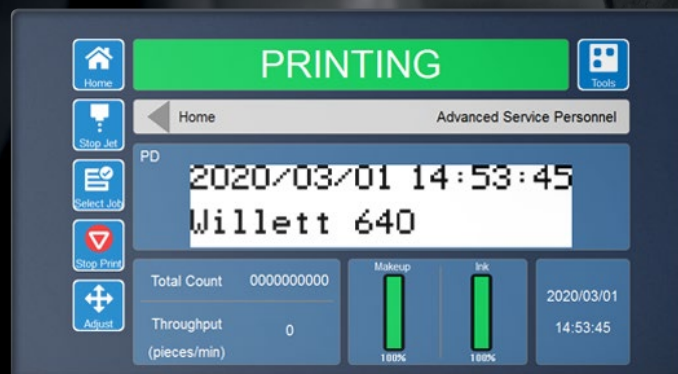 PRINTING
Home
Tools
Home
Advanced Service Personnel
Stop Jet
PD
2020/03/01 14:53:45
Willett 640
Select Job
Stop Print
Adjust
Total Count 0000000000
Throughput 0
(pieces/min)
Makeup
100%
Ink
100%
2020/03/01
14:53:45